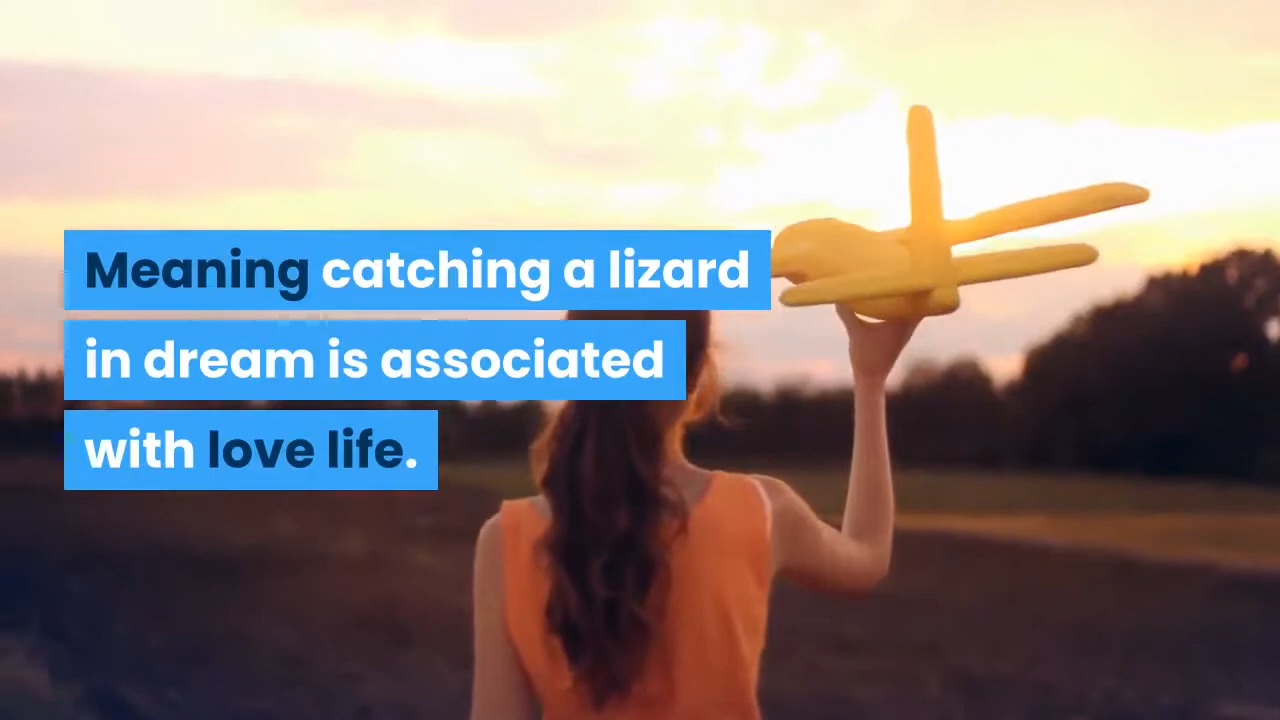 Meaning catching a lizard
in dream is associated
with love life.